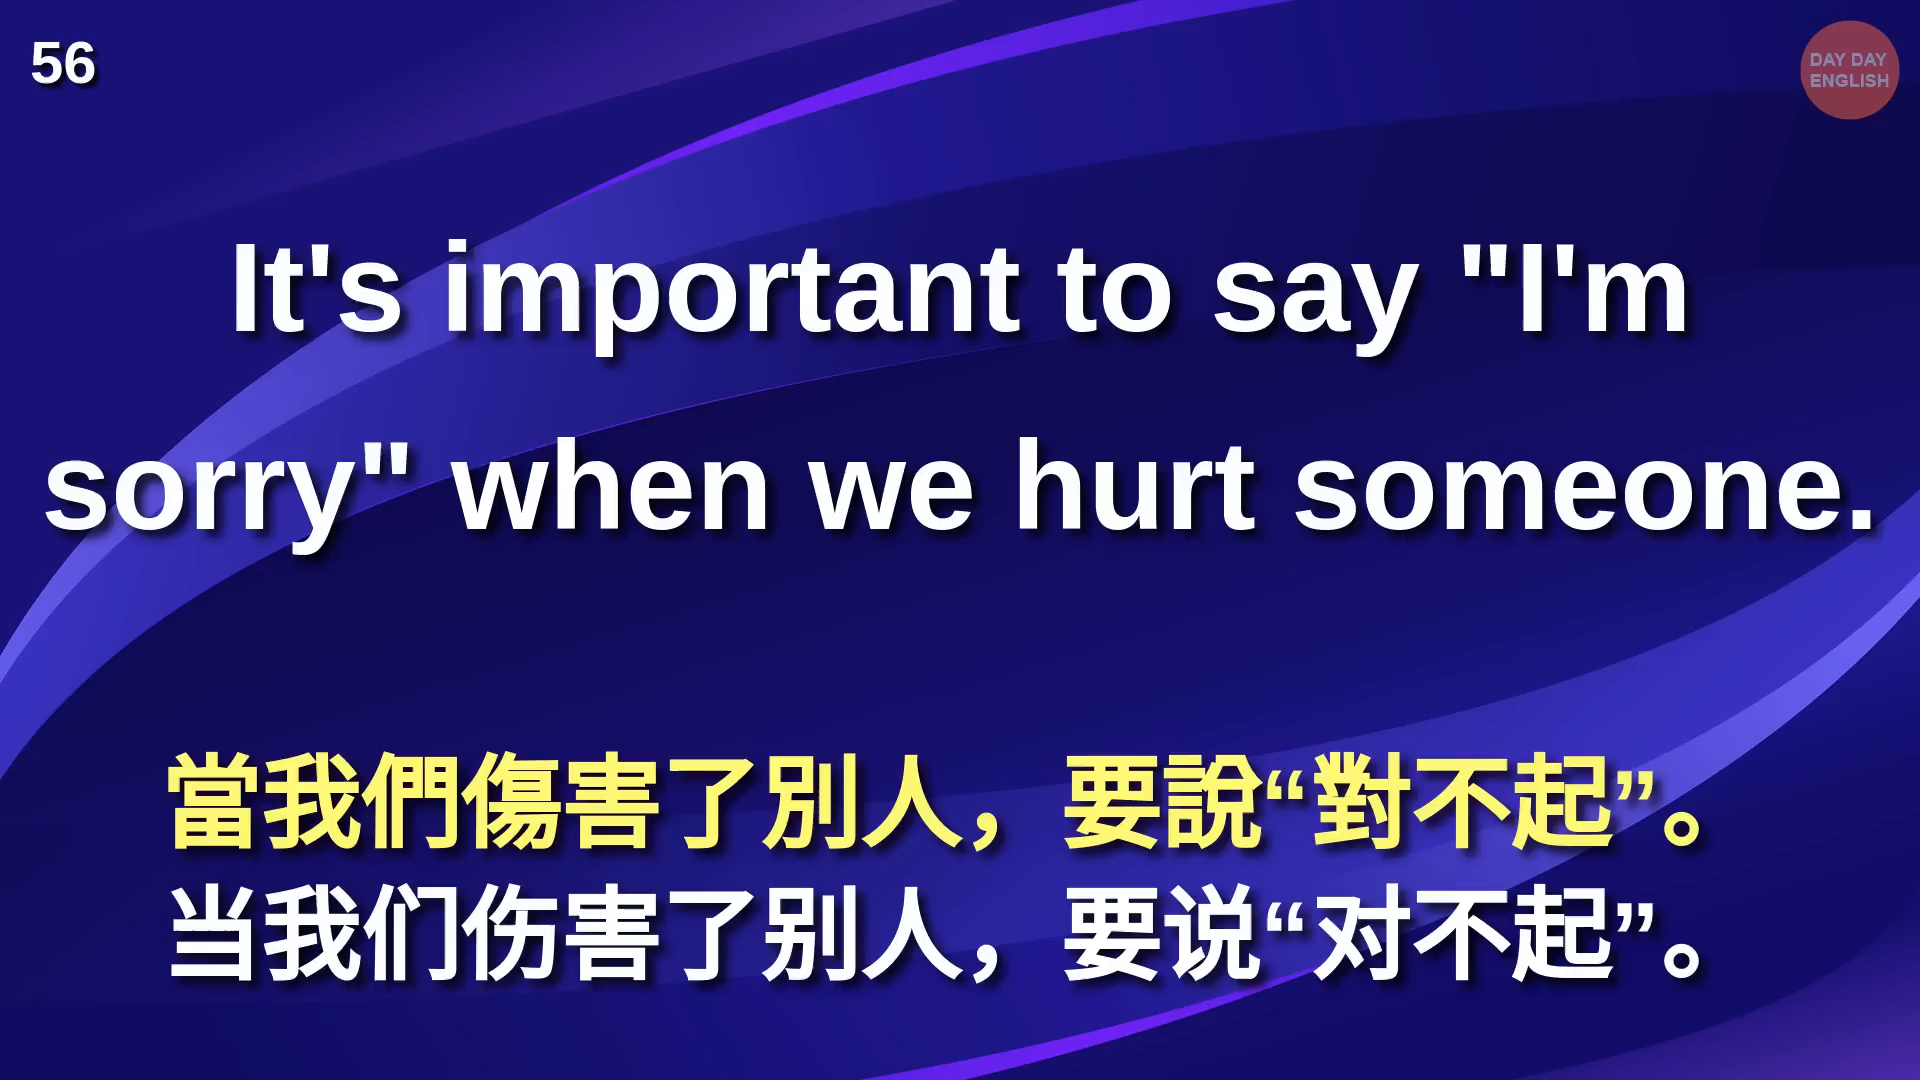 56
DAY DAY
ENGLISH
It's important to say "I'm
sorry" when we hurt someone.
當我們傷害了別人，要說“對不起”。
当我们伤害了别人，要说“对不起”。